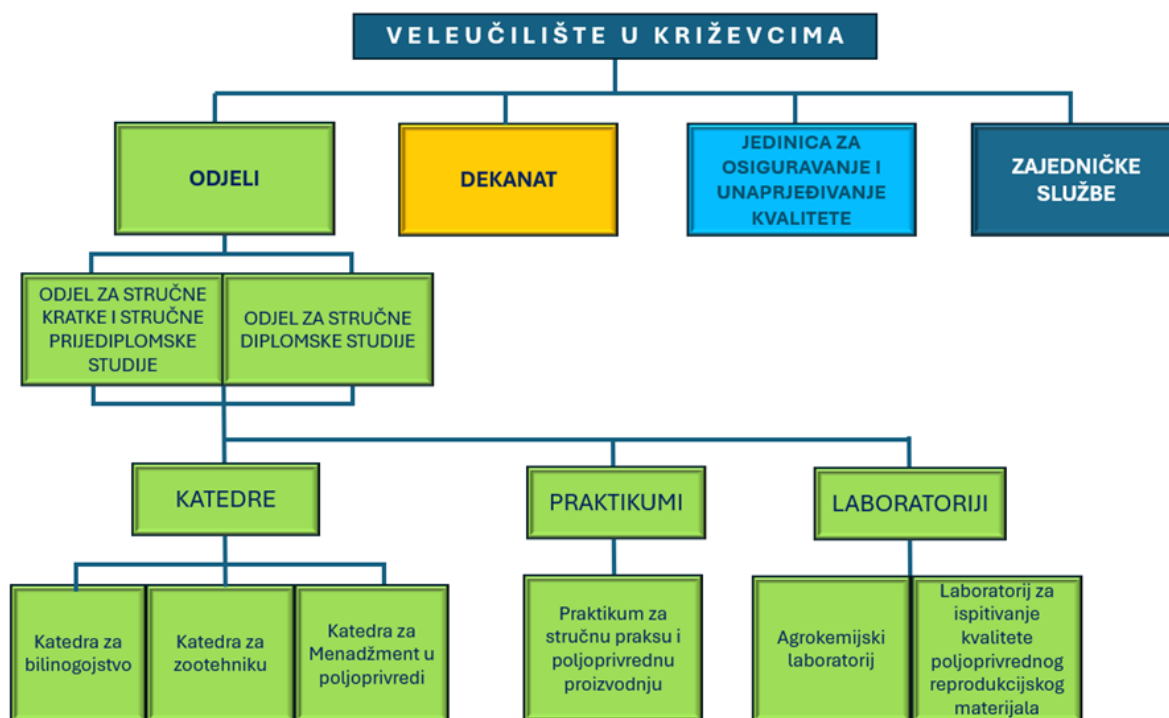 VELEUČILIŠTE U KRIŽEVCIMA
ODJELI
DEKANAT
JEDINICA ZA
OSIGURAVANJE I
UNAPRJEĐIVANJE
KVALITETE
ZAJEDNIČKE
SLUŽBE
ODJEL ZA STRUČNE
KRATKE I STRUČNE
PRIJEDIPLOMSKE
STUDIJE
ODJEL ZA STRUČNE
DIPLOMSKE STUDIJE
KATEDRE
PRAKTIKUMI
LABORATORIJI
Katedra za
bilinogojstvo
Katedra za
zootehniku
Katedra za
Menadžment u
poljoprivredi
Praktikum za
stručnu praksu i
poljoprivrednu
proizvodnju
Agrokemijski
laboratorij
Laboratorij za
ispitivanje
kvalitete
poljoprivrednog
reprodukcijskog
materijala